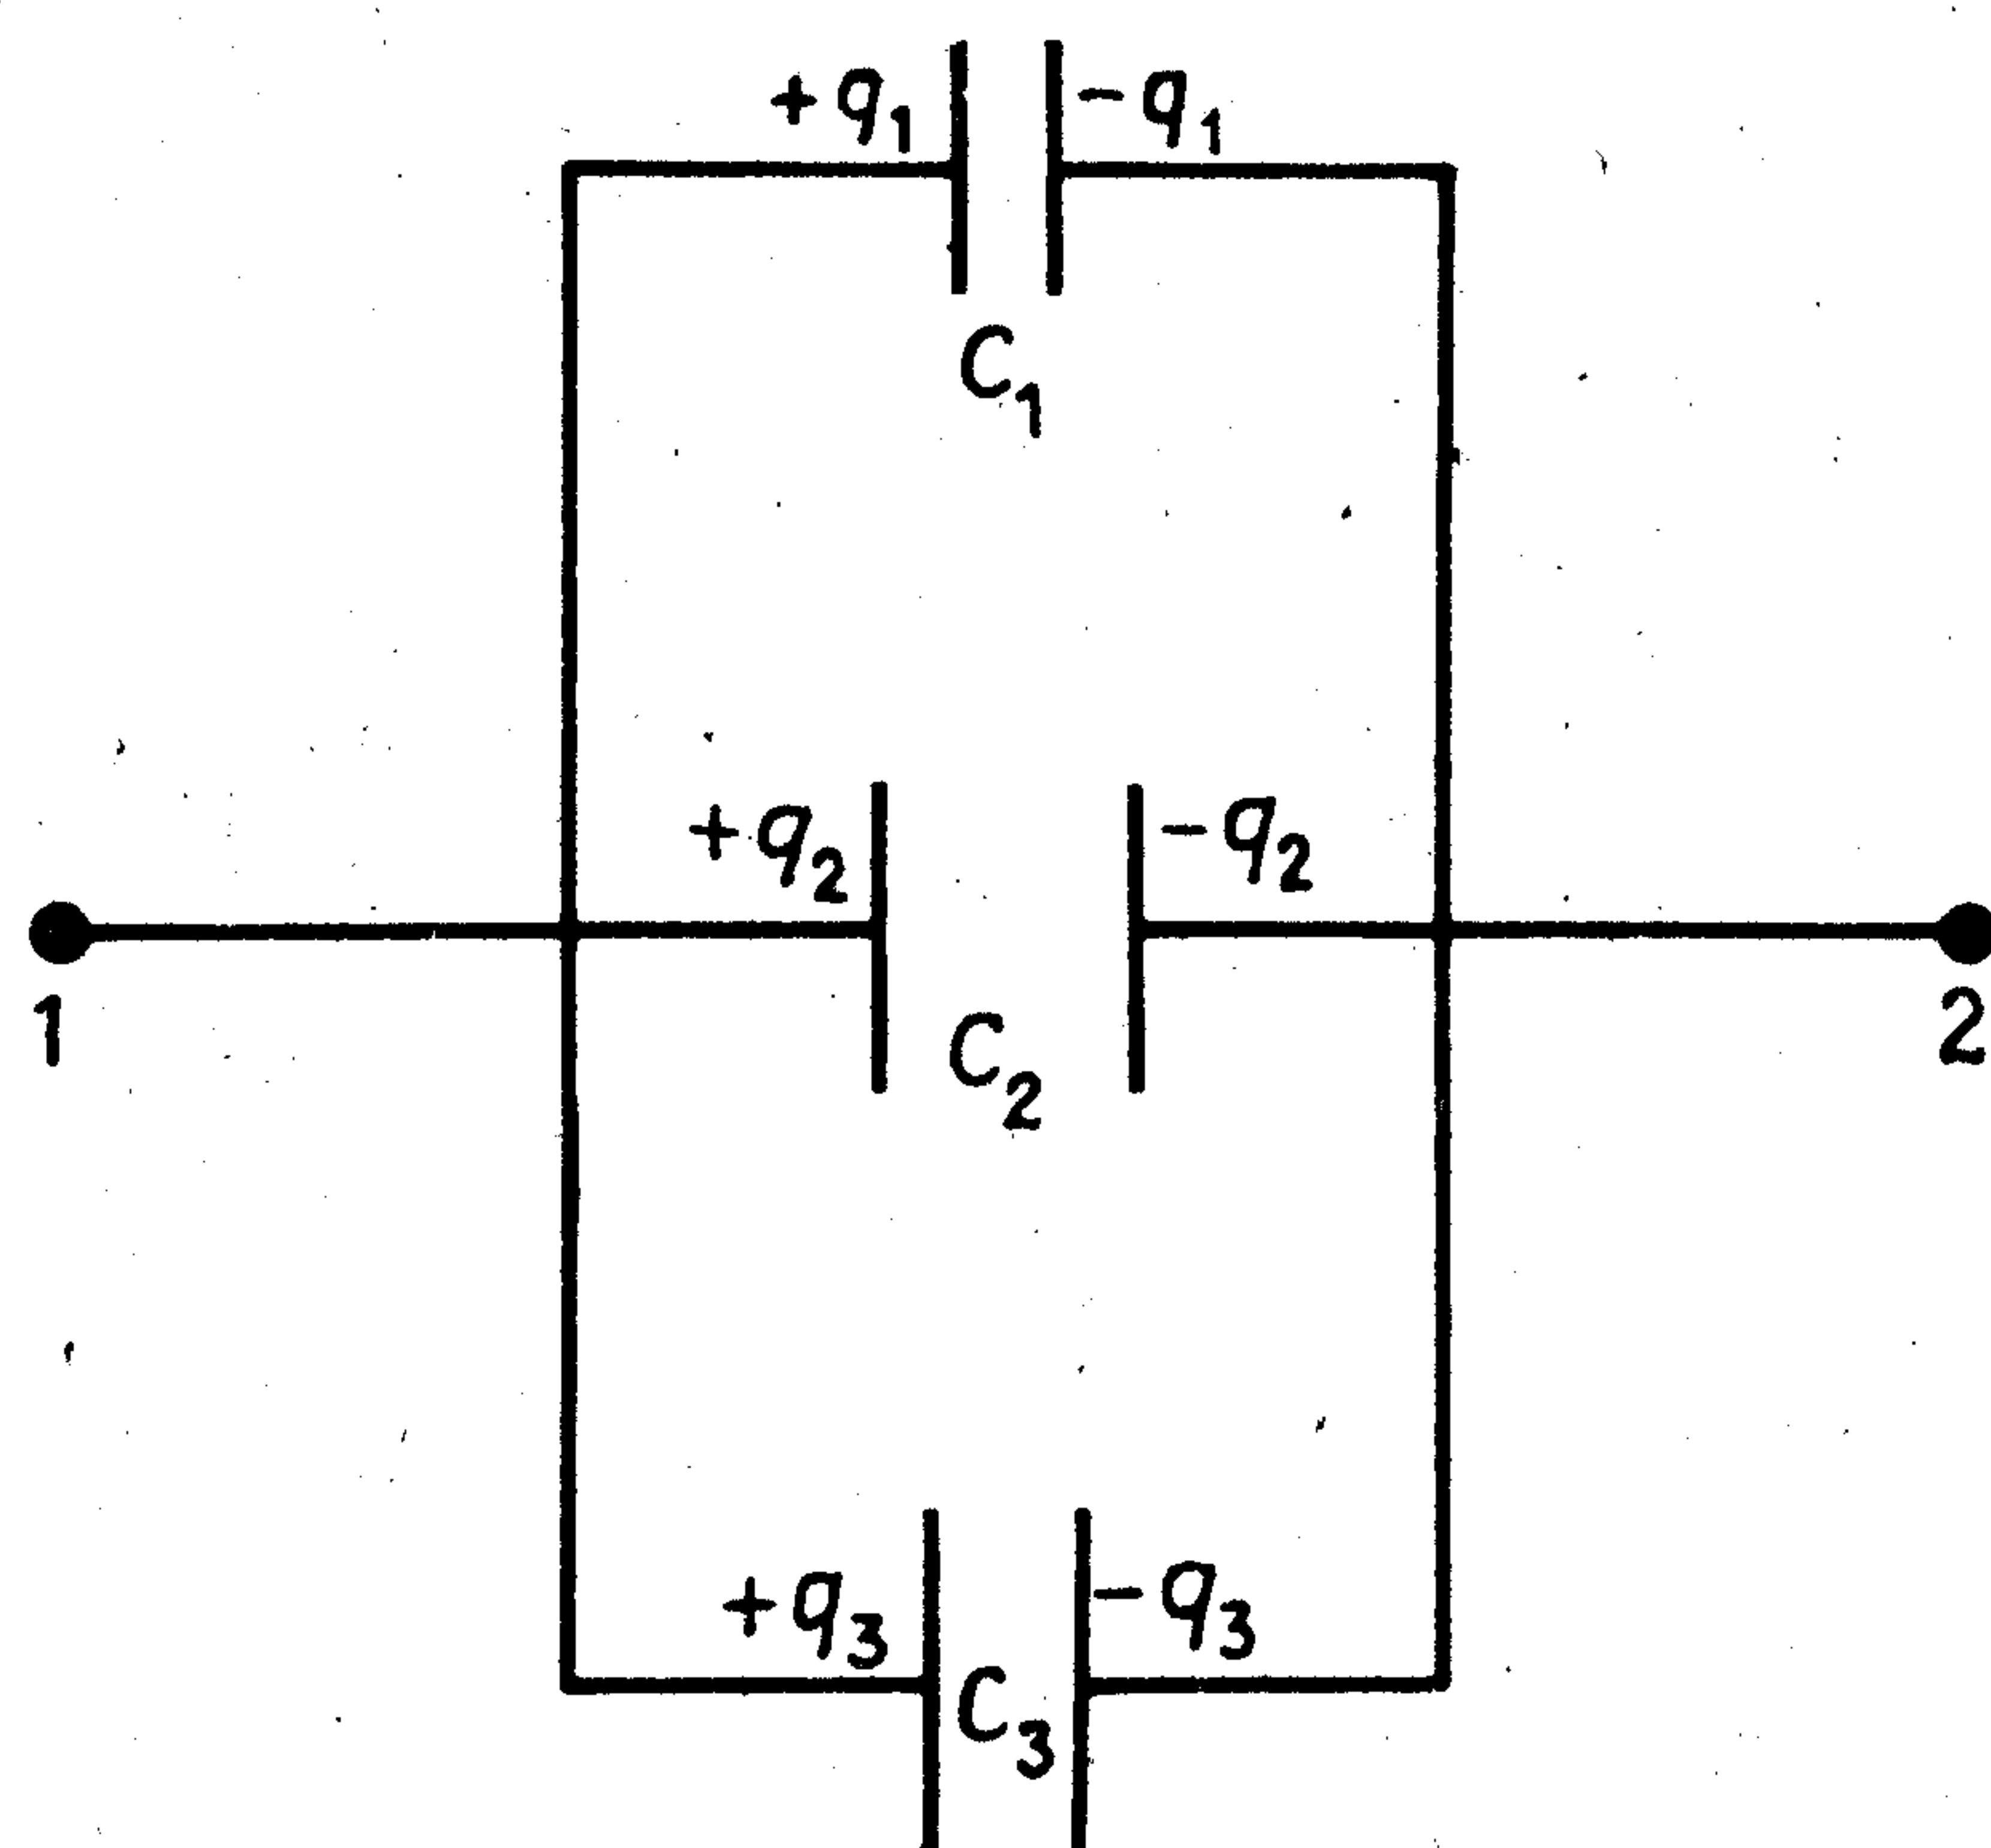 +q₁ -q₁
C₁
+q₂ -q₂
1 2
C₂
+q₃ -q₃
C₃